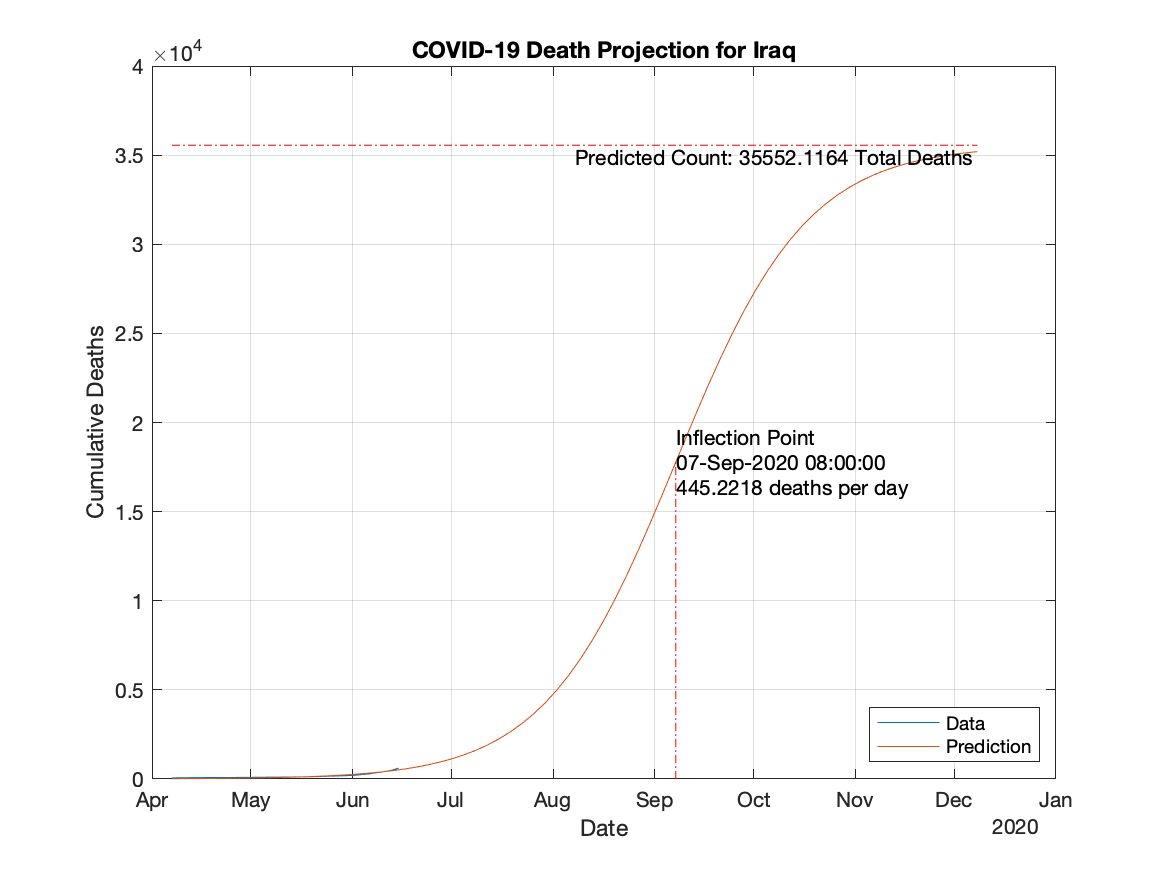 COVID-19 Death Projection for Iraq
×10^4
4
3.5
3
2.5
2
1.5
1
0.5
0
Cumulative Deaths
Predicted Count: 35552.1164 Total Deaths
Inflection Point
07-Sep-2020 08:00:00
445.2218 deaths per day
Data
Prediction
Apr May Jun Jul Aug Sep Oct Nov Dec Jan
Date
2020